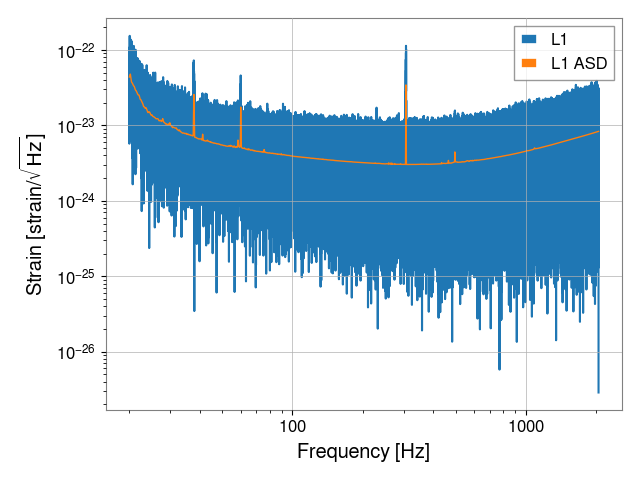 L1
L1 ASD
10⁻²²
10⁻²³
10⁻²⁴
10⁻²⁵
10⁻²⁶
Strain [strain/√Hz]
100
1000
Frequency [Hz]